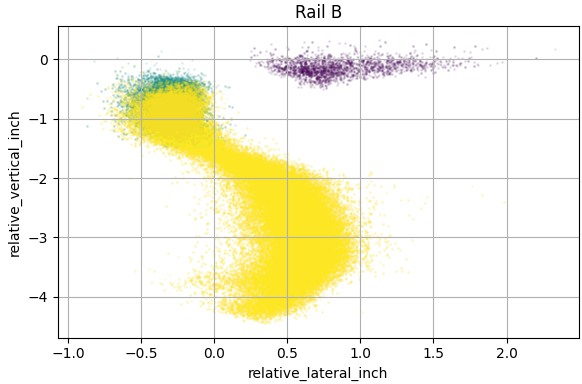 Rail B
relative_vertical_inch
0
−1
−2
−3
−4
−1.0 −0.5 0.0 0.5 1.0 1.5 2.0
relative_lateral_inch